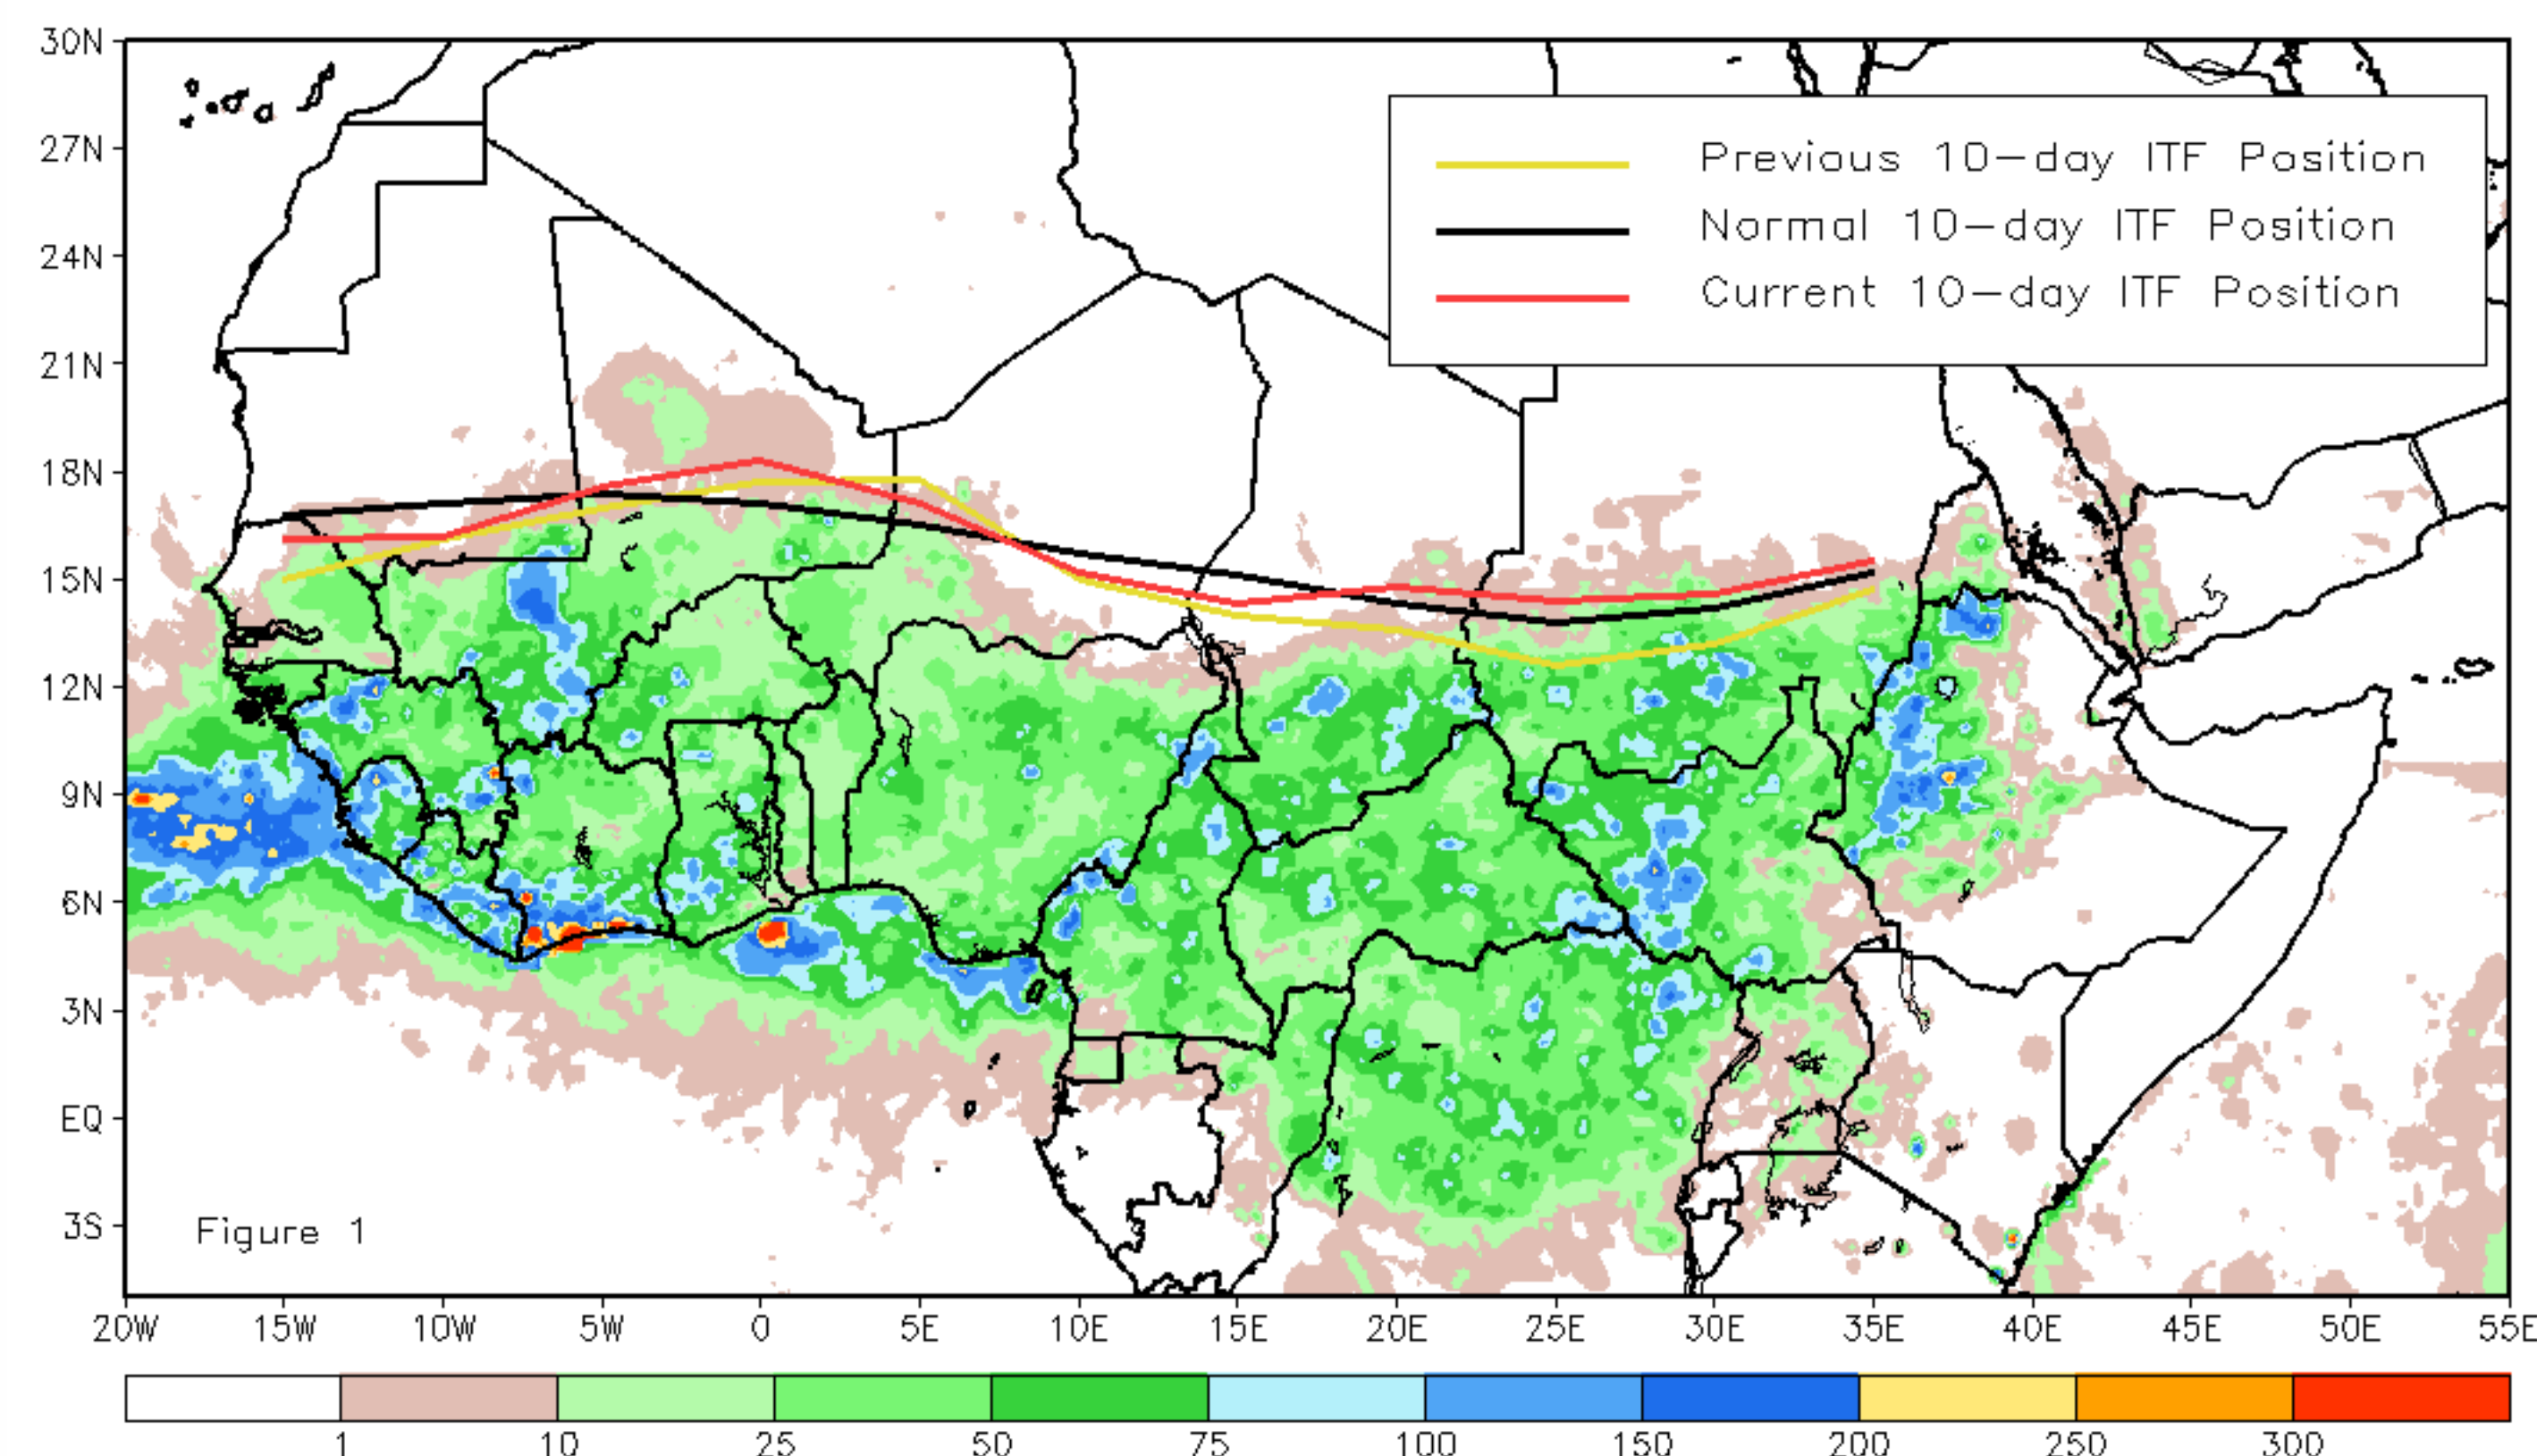 30N
27N
24N
21N
18N
15N
12N
9N
6N
3N
EQ
3S
Previous 10-day ITF Position
Normal 10-day ITF Position
Current 10-day ITF Position
Figure 1
20W 15W 10W 5W 0 5E 10E 15E 20E 25E 30E 35E 40E 45E 50E 55E
1 10 25 50 75 100 150 200 250 300